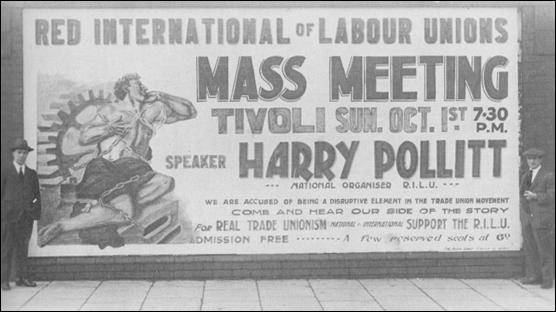 RED INTERNATIONAL OF LABOUR UNIONS
MASS MEETING
TIVOLI SUN. OCT. 1ST 7·30 P.M.
SPEAKER HARRY POLLITT
--- NATIONAL ORGANISER R.I.L.U. ---
WE ARE ACCUSED OF BEING A DISRUPTIVE ELEMENT IN THE TRADE UNION MOVEMENT
COME AND HEAR OUR SIDE OF THE STORY
FOR REAL TRADE UNIONISM NATIONAL & INTERNATIONAL SUPPORT THE R.I.L.U.
ADMISSION FREE --------- A few reserved seats at 6D